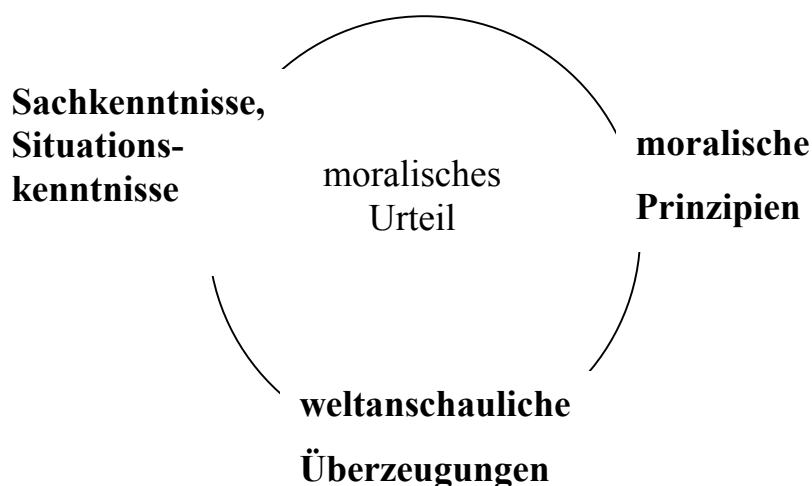 Sachkenntnisse,
Situations-
kenntnisse
moralisches
Urteil
moralische
Prinzipien
weltanschauliche
Überzeugungen